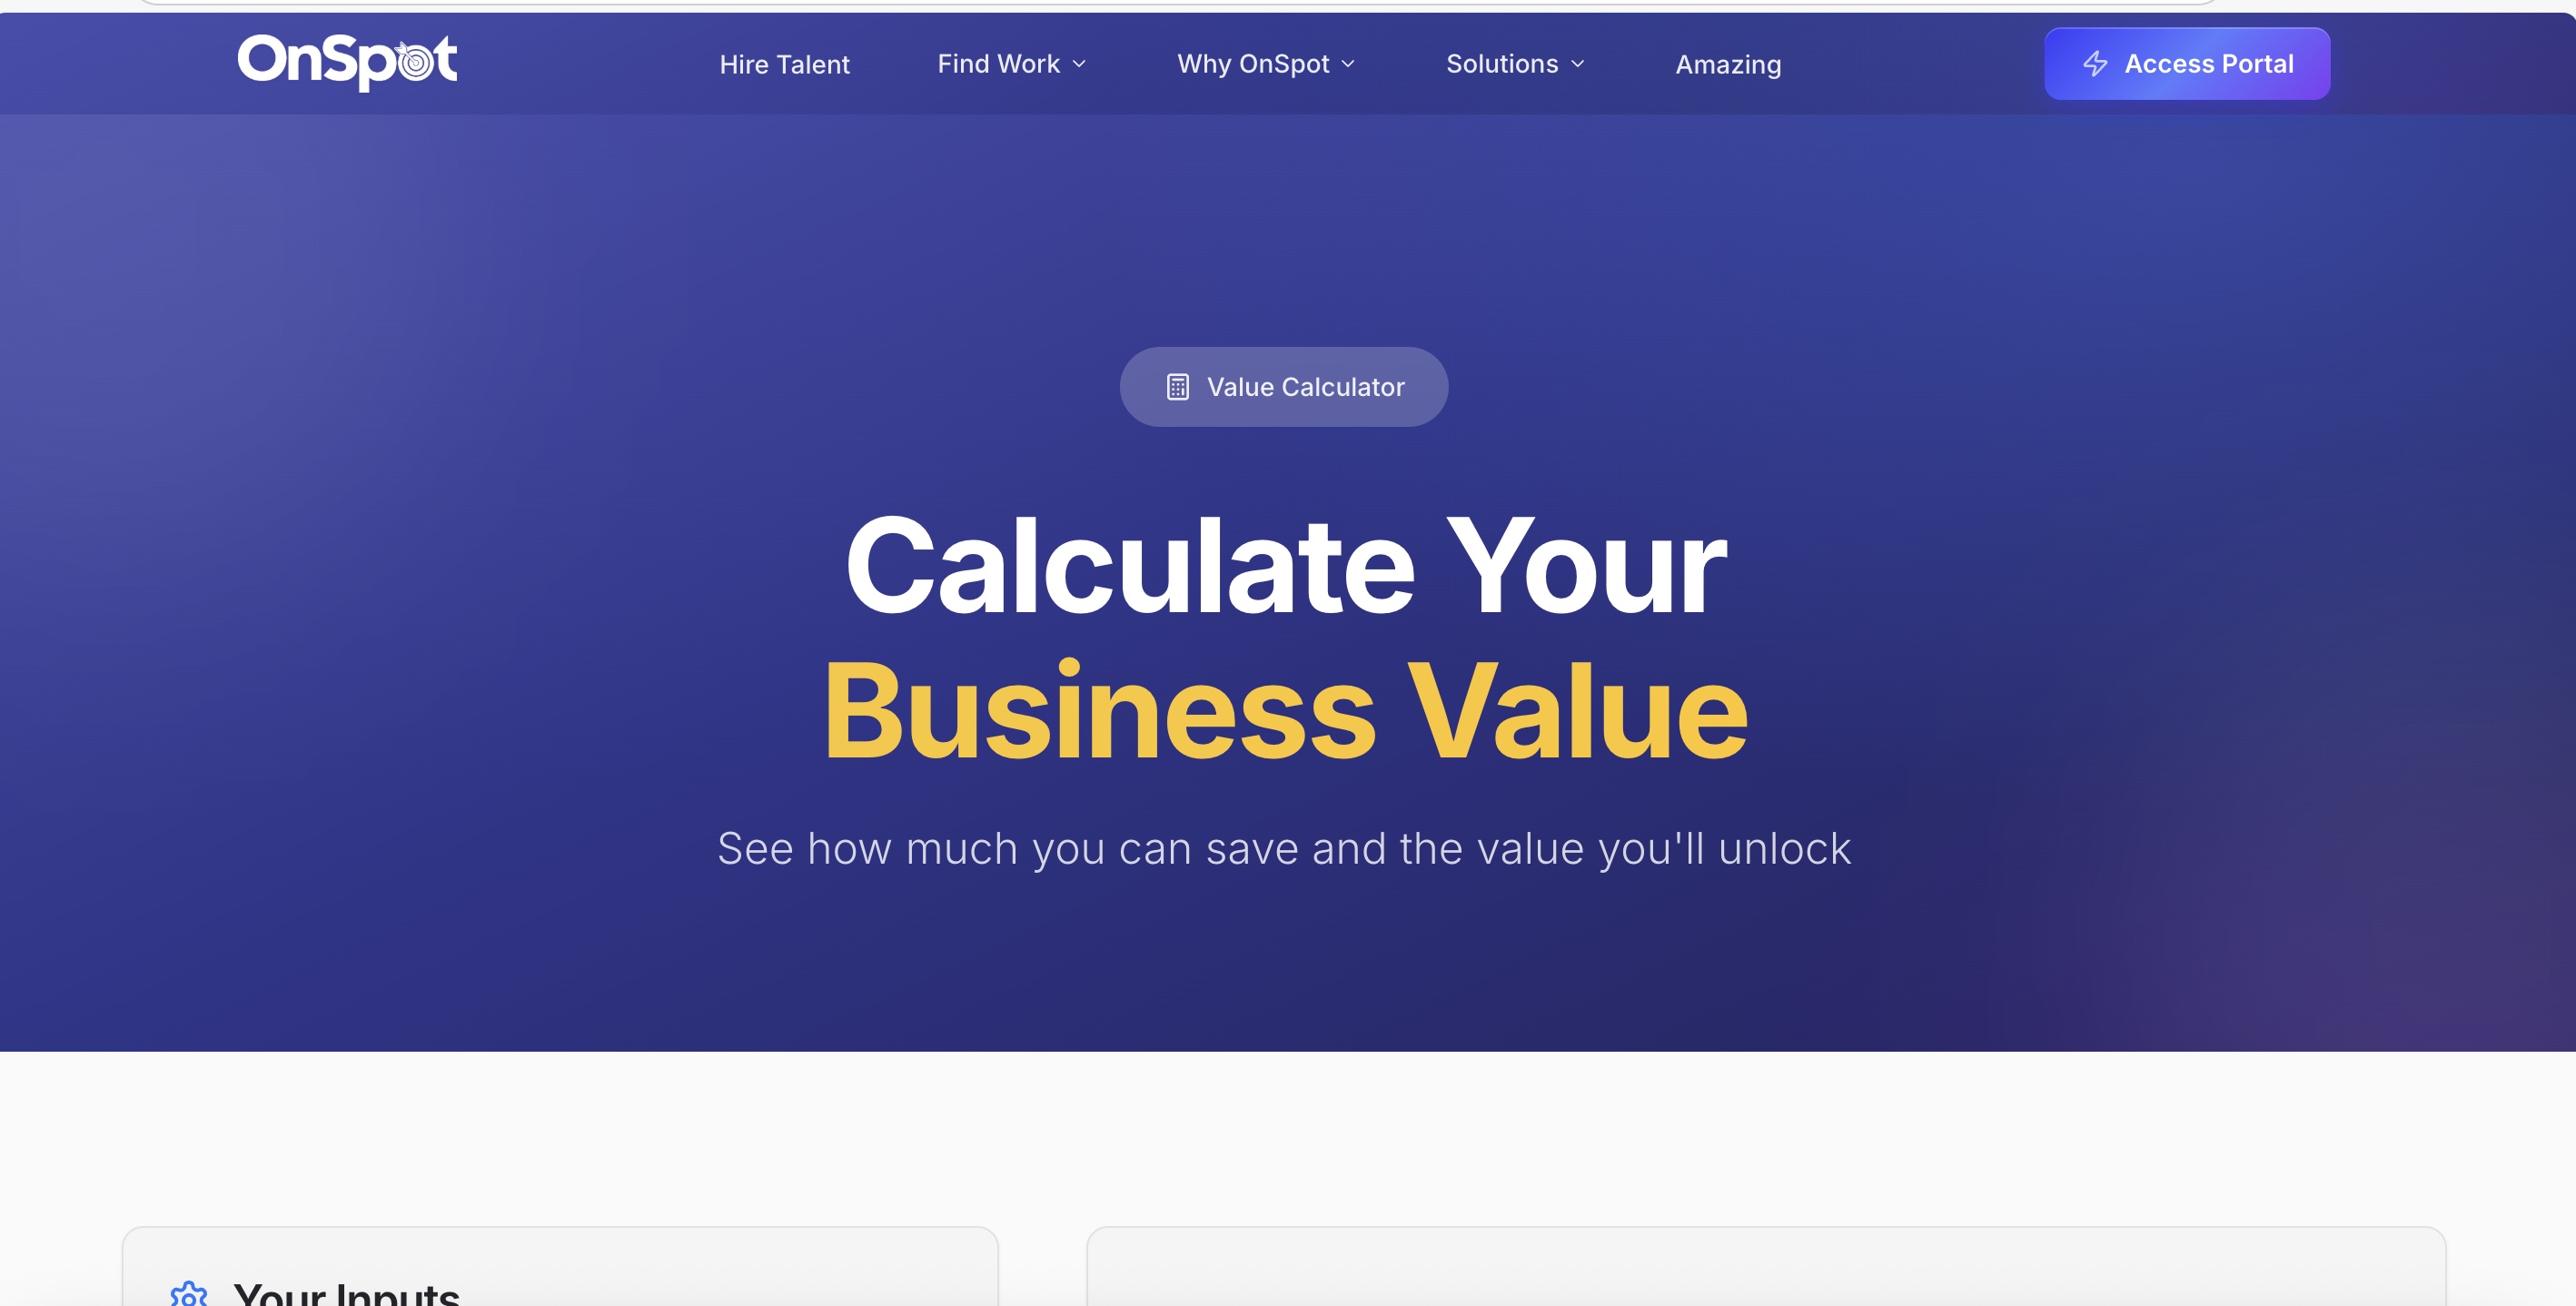 OnSpot
Hire Talent
Find Work
Why OnSpot
Solutions
Amazing
Access Portal
Value Calculator
Calculate Your
Business Value
See how much you can save and the value you'll unlock
Your Inputs